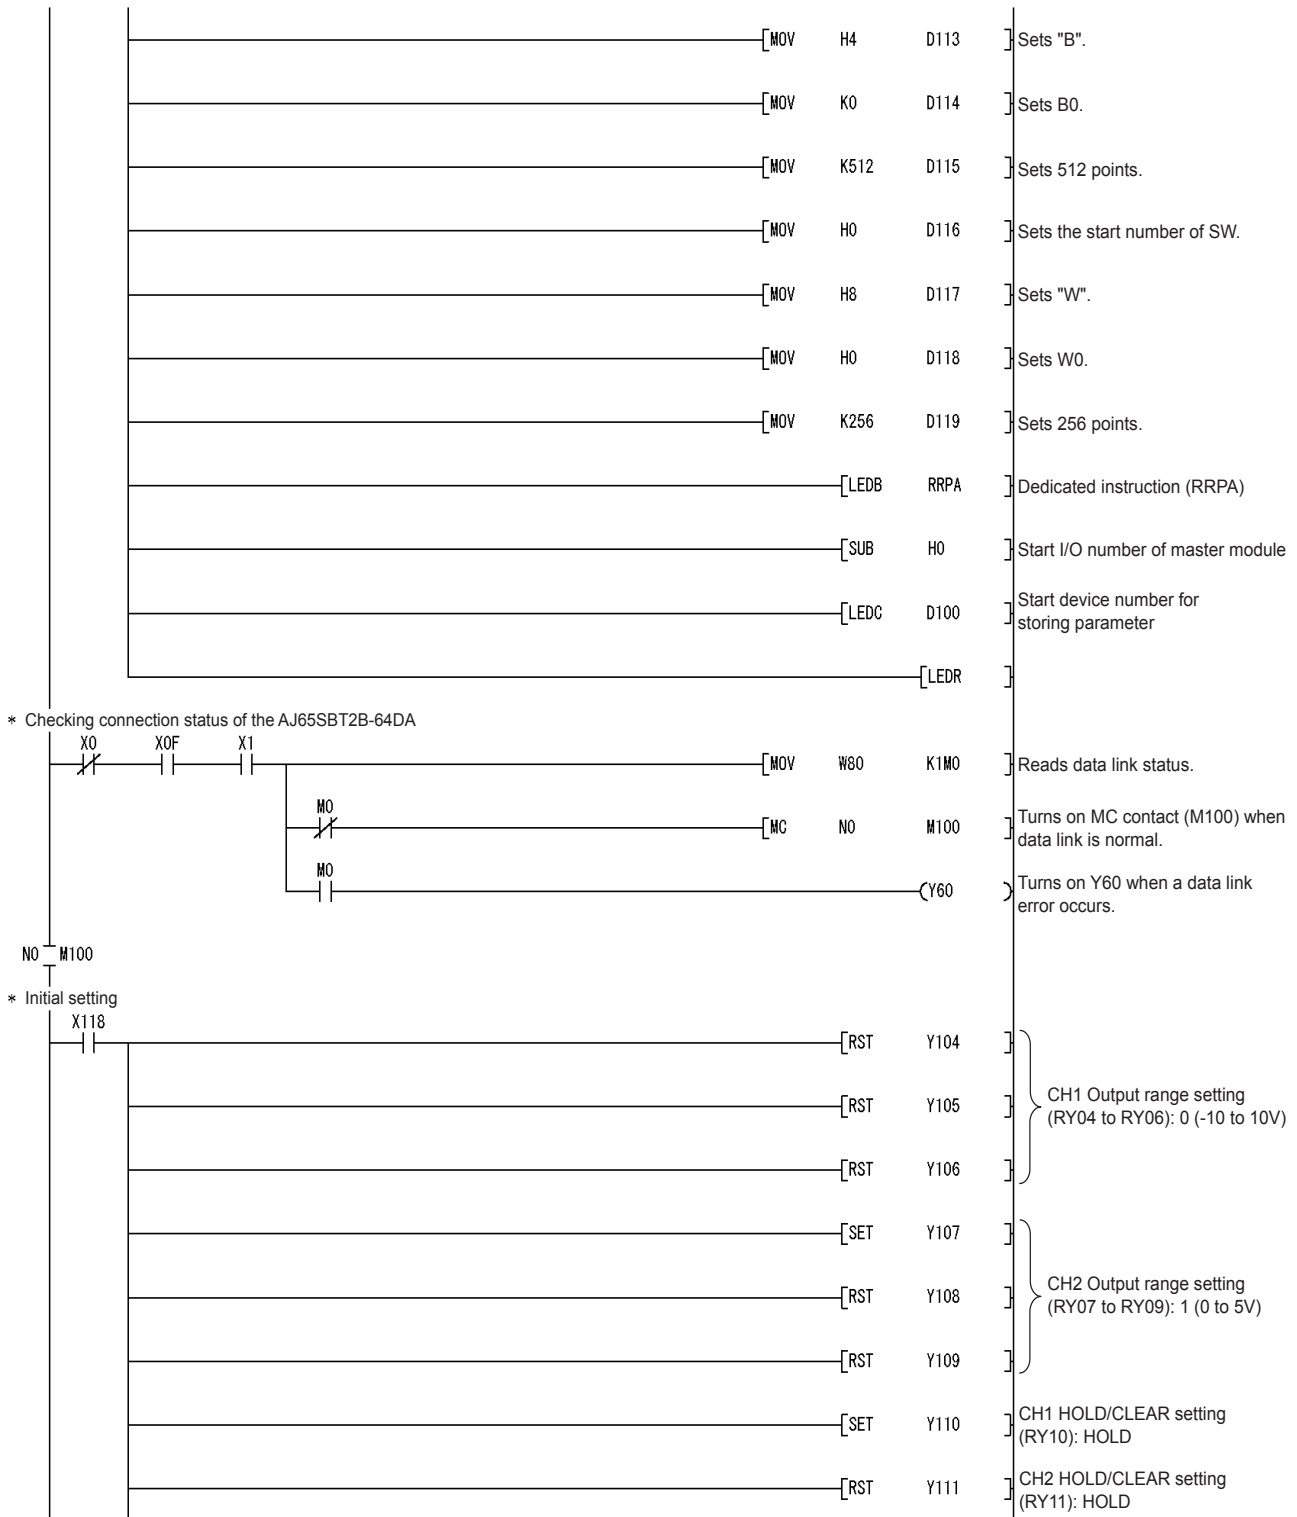 MOV H4 D113 Sets "B".
MOV K0 D114 Sets B0.
MOV K512 D115 Sets 512 points.
MOV H0 D116 Sets the start number of SW.
MOV H8 D117 Sets "W".
MOV H0 D118 Sets W0.
MOV K256 D119 Sets 256 points.
LEDB RRPA Dedicated instruction (RRPA)
SUB H0 Start I/O number of master module
LEDC D100 Start device number for
storing parameter
LEDR
* Checking connection status of the AJ65SBT2B-64DA
X0 X0F X1
MOV W80 K1M0 Reads data link status.
M0
MC N0 M100 Turns on MC contact (M100) when
data link is normal.
M0
Y60 Turns on Y60 when a data link
error occurs.
N0 M100
* Initial setting
X118
RST Y104
RST Y105
CH1 Output range setting
(RY04 to RY06): 0 (-10 to 10V)
RST Y106
SET Y107
RST Y108
CH2 Output range setting
(RY07 to RY09): 1 (0 to 5V)
RST Y109
SET Y110 CH1 HOLD/CLEAR setting
(RY10): HOLD
RST Y111 CH2 HOLD/CLEAR setting
(RY11): HOLD